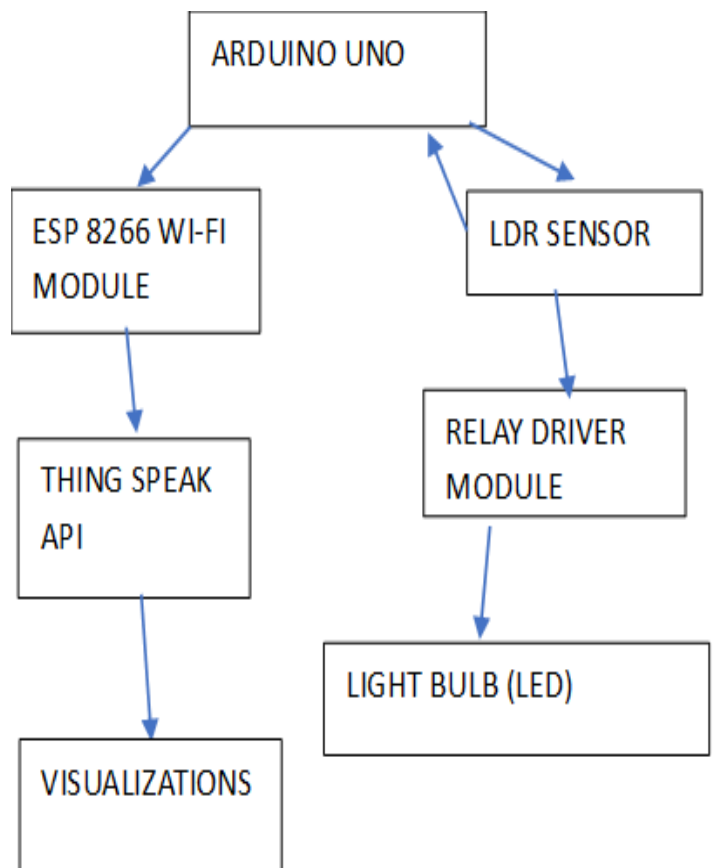 ARDUINO UNO
ESP 8266 WI-FI
MODULE
LDR SENSOR
THING SPEAK
API
RELAY DRIVER
MODULE
LIGHT BULB (LED)
VISUALIZATIONS